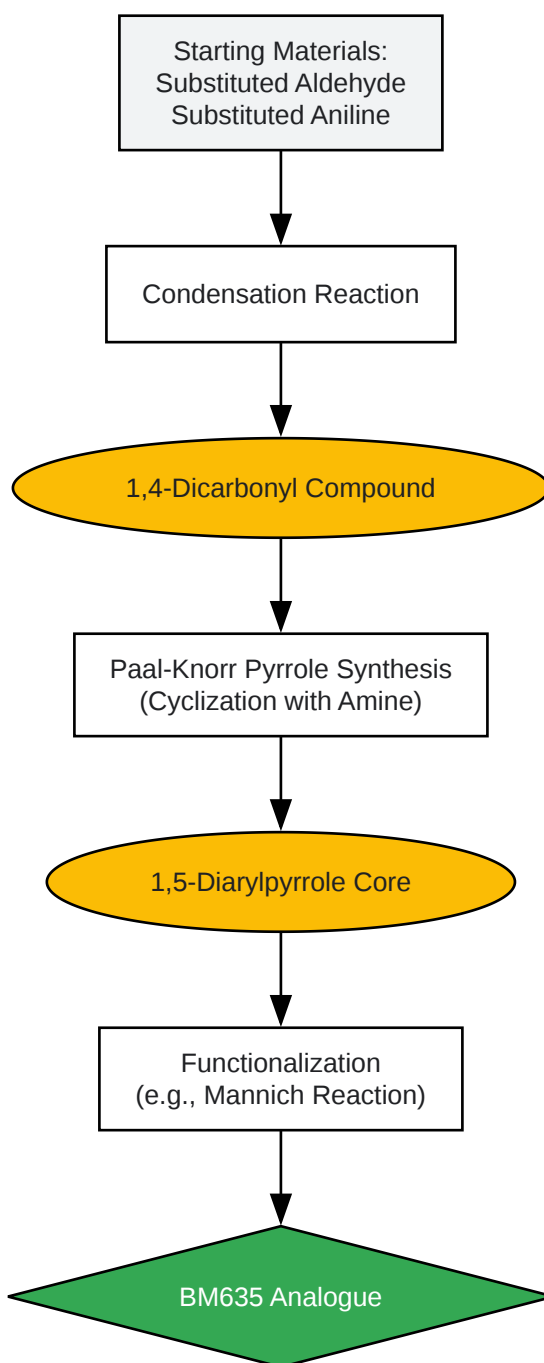 Starting Materials:
Substituted Aldehyde
Substituted Aniline
Condensation Reaction
1,4-Dicarbonyl Compound
Paal-Knorr Pyrrole Synthesis
(Cyclization with Amine)
1,5-Diarylpyrrole Core
Functionalization
(e.g., Mannich Reaction)
BM635 Analogue